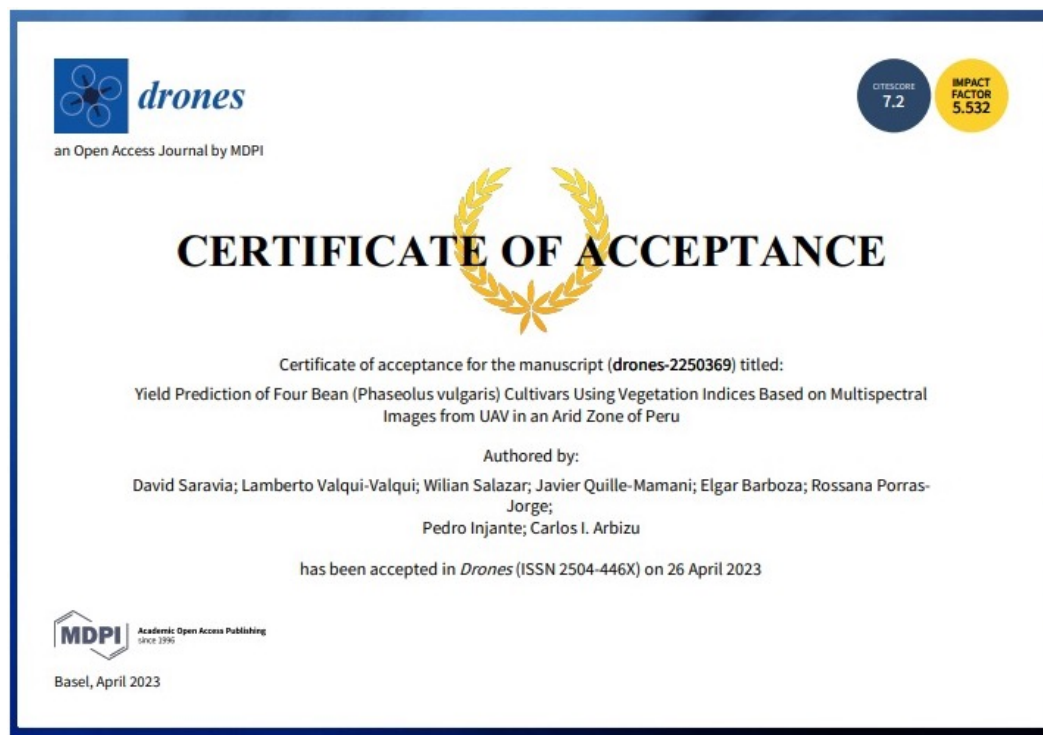 drones
CITESCORE
7.2
IMPACT
FACTOR
5.532
an Open Access Journal by MDPI
CERTIFICATE OF ACCEPTANCE
Certificate of acceptance for the manuscript (drones-2250369) titled:
Yield Prediction of Four Bean (Phaseolus vulgaris) Cultivars Using Vegetation Indices Based on Multispectral
Images from UAV in an Arid Zone of Peru
Authored by:
David Saravia; Lamberto Valqui-Valqui; Wilian Salazar; Javier Quille-Mamani; Elgar Barboza; Rossana Porras-
Jorge;
Pedro Injante; Carlos I. Arbizu
has been accepted in Drones (ISSN 2504-446X) on 26 April 2023
MDPI
Academic Open Access Publishing
since 1996
Basel, April 2023